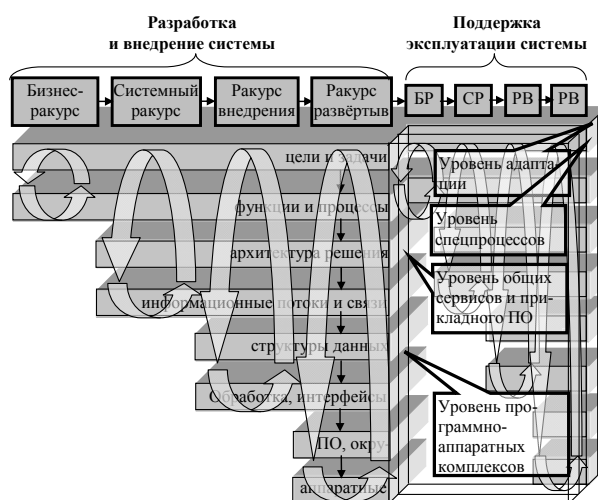 Разработка
и внедрение системы
Поддержка
эксплуатации системы
Бизнес-
ракурс
Системный
ракурс
Ракурс
внедрения
Ракурс
развёртыв
БР
СР
РВ
РВ
цели и задачи
функции и процессы
архитектура решения
информационные потоки и связи
структуры данных
Обработка, интерфейсы
ПО, окру-
аппаратные
Уровень адапта-
ции
Уровень
спецпроцессов
Уровень общих
сервисов и при-
кладного ПО
Уровень про-
граммно-
аппаратных
комплексов